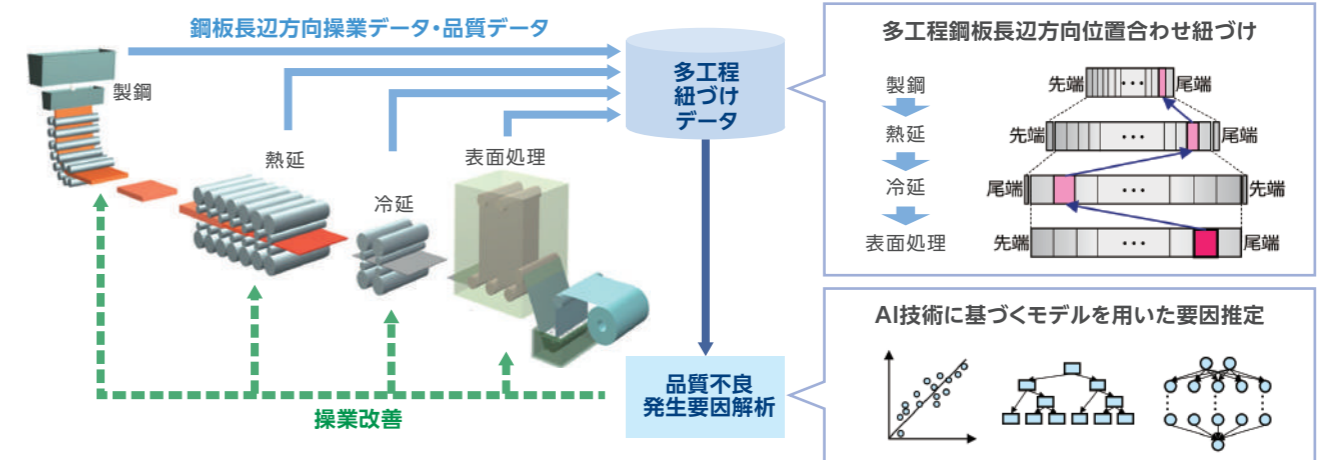 鋼板長辺方向操業データ・品質データ
製鋼
熱延
冷延
表面処理
多工程
紐づけ
データ
品質不良
発生要因解析
操業改善
多工程鋼板長辺方向位置合わせ紐づけ
製鋼
先端
・・・
尾端
熱延
先端
・・・
尾端
冷延
尾端
・・・
先端
表面処理
先端
・・・
尾端
AI技術に基づくモデルを用いた要因推定